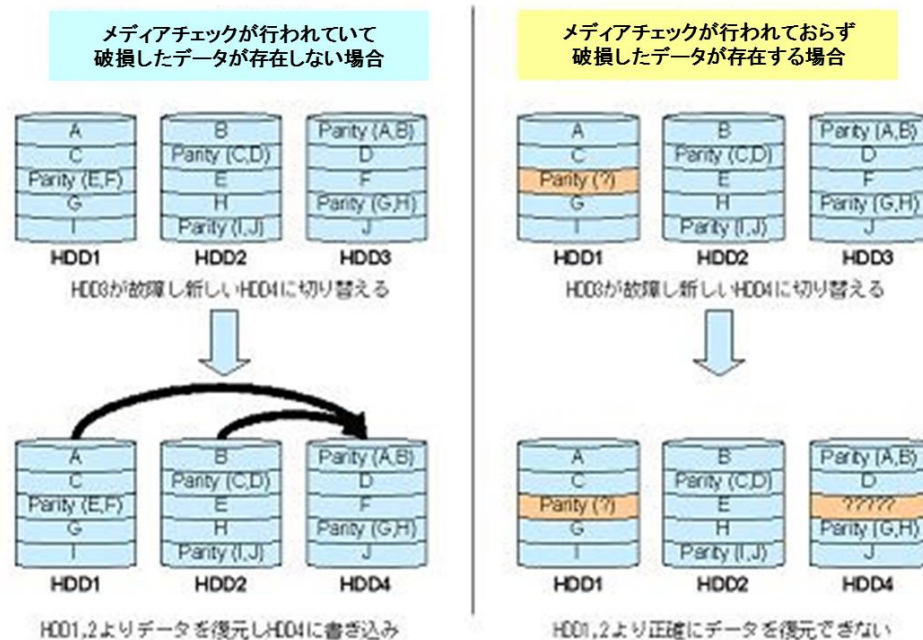 メディアチェックが行われていて
破損したデータが存在しない場合
A
C
Parity (E,F)
G
I
HDD1
B
Parity (C,D)
E
H
Parity (I,J)
HDD2
Parity (A,B)
D
F
Parity (G,H)
J
HDD3
HDD3が故障し新しいHDD4に切り替える
A
C
Parity (E,F)
G
I
HDD1
B
Parity (C,D)
E
H
Parity (I,J)
HDD2
Parity (A,B)
D
F
Parity (G,H)
J
HDD4
HDD1,2よりデータを復元しHDD4に書き込み
メディアチェックが行われておらず
破損したデータが存在する場合
A
C
Parity (?)
G
I
HDD1
B
Parity (C,D)
E
H
Parity (I,J)
HDD2
Parity (A,B)
D
F
Parity (G,H)
J
HDD3
HDD3が故障し新しいHDD4に切り替える
A
C
Parity (?)
G
I
HDD1
B
Parity (C,D)
E
H
Parity (I,J)
HDD2
Parity (A,B)
D
?????
Parity (G,H)
J
HDD4
HDD1,2より正確にデータを復元できない